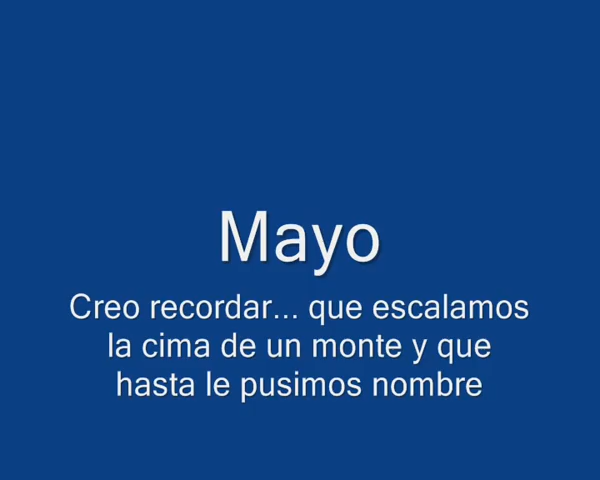 Mayo
Creo recordar... que escalamos
la cima de un monte y que
hasta le pusimos nombre